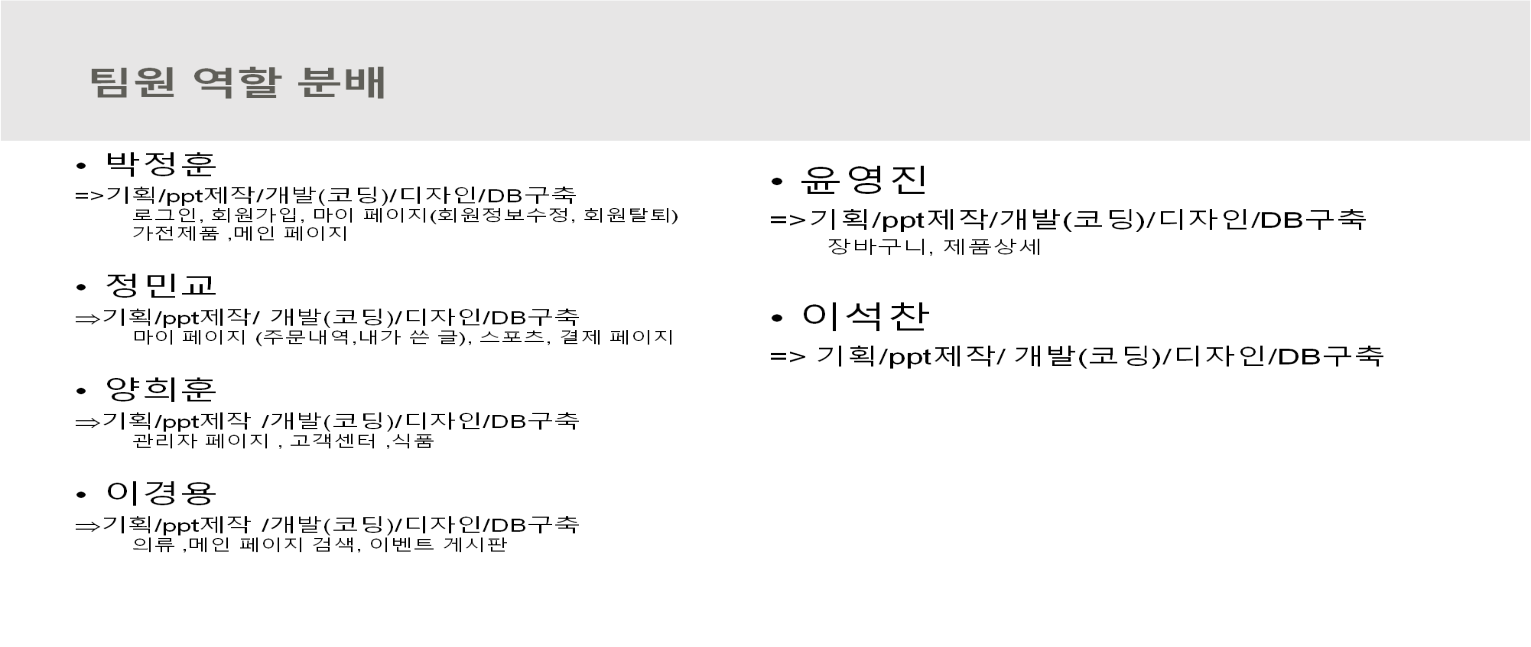 팀원 역할 분배
• 박정훈
=>기획/ppt제작/개발(코딩)/디자인/DB구축
로그인, 회원가입, 마이 페이지(회원정보수정, 회원탈퇴)
가전제품 ,메인 페이지
• 정민교
⇒기획/ppt제작/ 개발(코딩)/디자인/DB구축
마이 페이지 (주문내역,내가 쓴 글), 스포츠, 결제 페이지
• 양희훈
⇒기획/ppt제작 /개발(코딩)/디자인/DB구축
관리자 페이지 , 고객센터 ,식품
• 이경용
⇒기획/ppt제작 /개발(코딩)/디자인/DB구축
의류 ,메인 페이지 검색, 이벤트 게시판
• 윤영진
=>기획/ppt제작/개발(코딩)/디자인/DB구축
장바구니, 제품상세
• 이석찬
=> 기획/ppt제작/ 개발(코딩)/디자인/DB구축